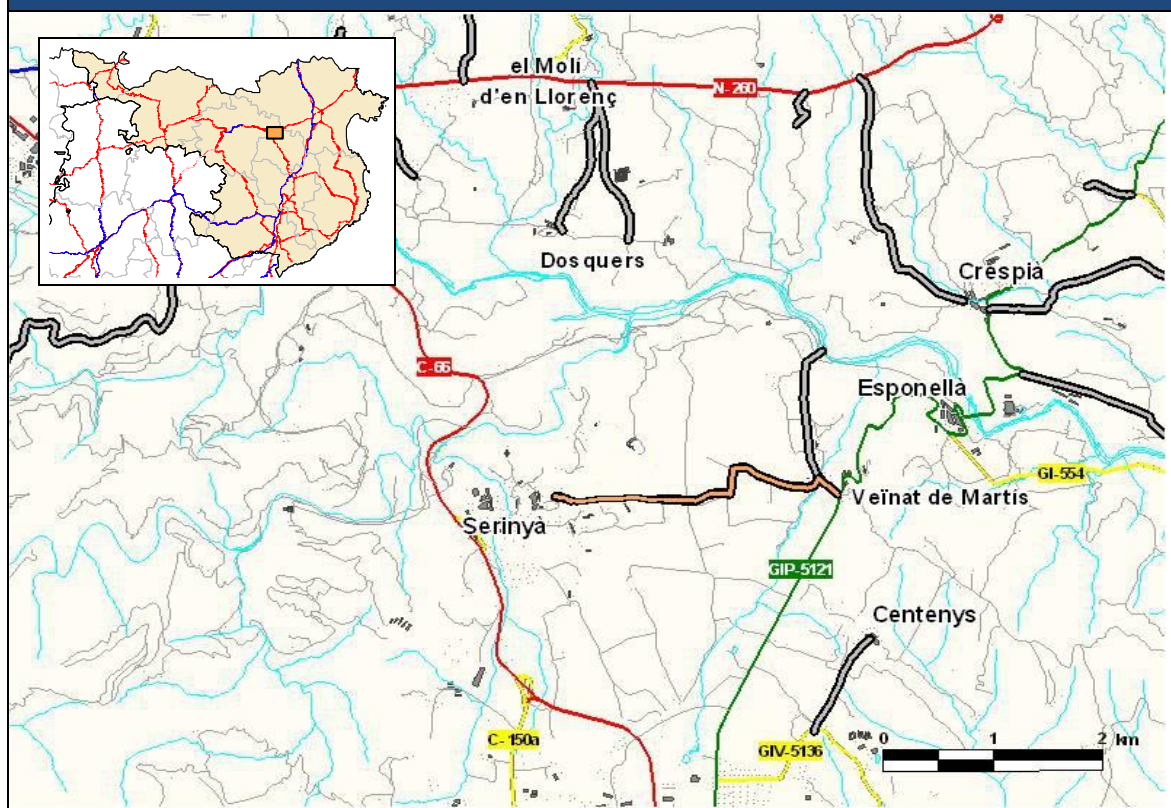 el Molí
d'en Llorenç
N-260
Dosquers
Crespià
C-66
Esponellà
GI-554
Veïnat de Martís
Serinyà
GIP-5121
Centenys
C-150a
GIV-5136
0 1 2 km